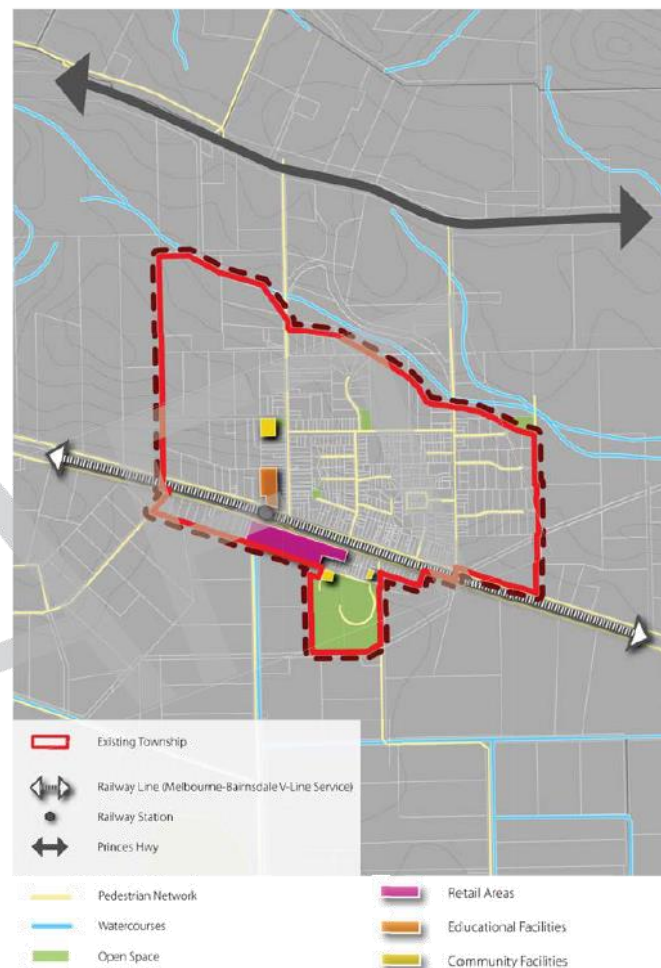 Existing Township
Railway Line (Melbourne-Bairnsdale V-Line Service)
Railway Station
Princes Hwy
Pedestrian Network
Watercourses
Open Space
Retail Areas
Educational Facilities
Community Facilities